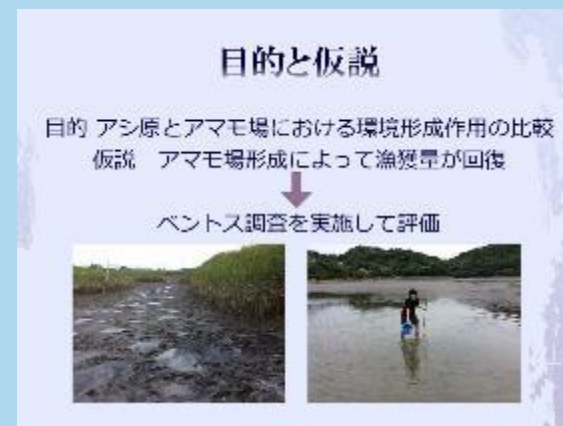 目的と仮説
目的 アシ原とアマモ場における環境形成作用の比較
仮説 アマモ場形成によって漁獲量が回復
ベントス調査を実施して評価